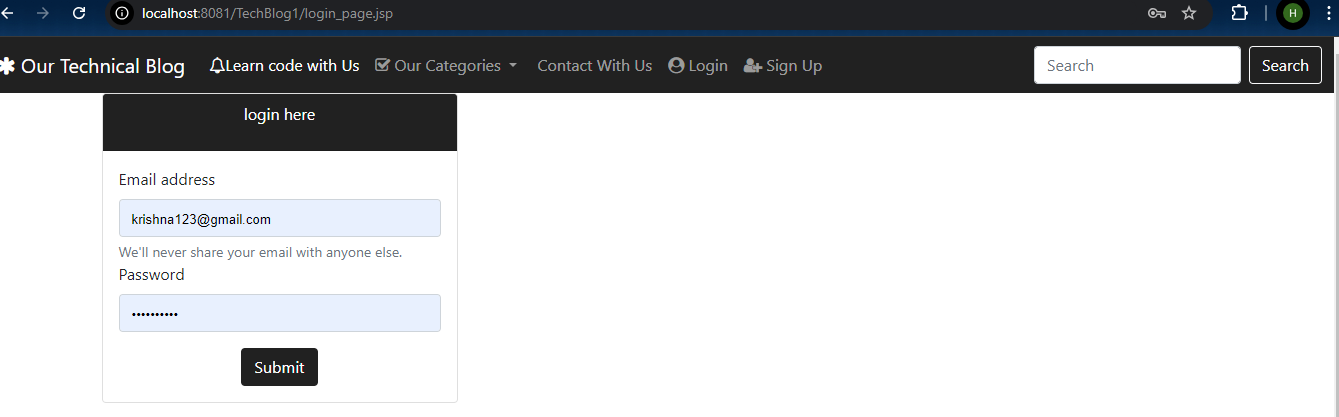 localhost:8081/TechBlog1/login_page.jsp
H
Our Technical Blog Learn code with Us Our Categories Contact With Us Login Sign Up Search Search
login here
Email address
krishna123@gmail.com
We'll never share your email with anyone else.
Password
••••••••••
Submit